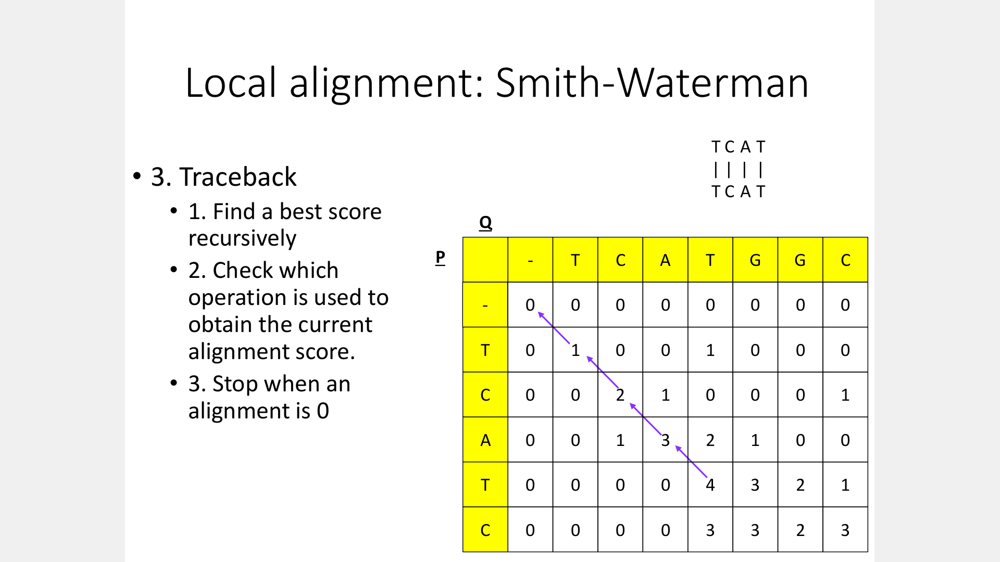 Local alignment: Smith-Waterman
• 3. Traceback
• 1. Find a best score
recursively
• 2. Check which
operation is used to
obtain the current
alignment score.
• 3. Stop when an
alignment is 0
T C A T
| | | |
T C A T
Q
P
- T C A T G G C
- 0 0 0 0 0 0 0 0
T 0 1 0 0 1 0 0 0
C 0 0 2 1 0 0 0 1
A 0 0 1 3 2 1 0 0
T 0 0 0 0 4 3 2 1
C 0 0 0 0 3 3 2 3